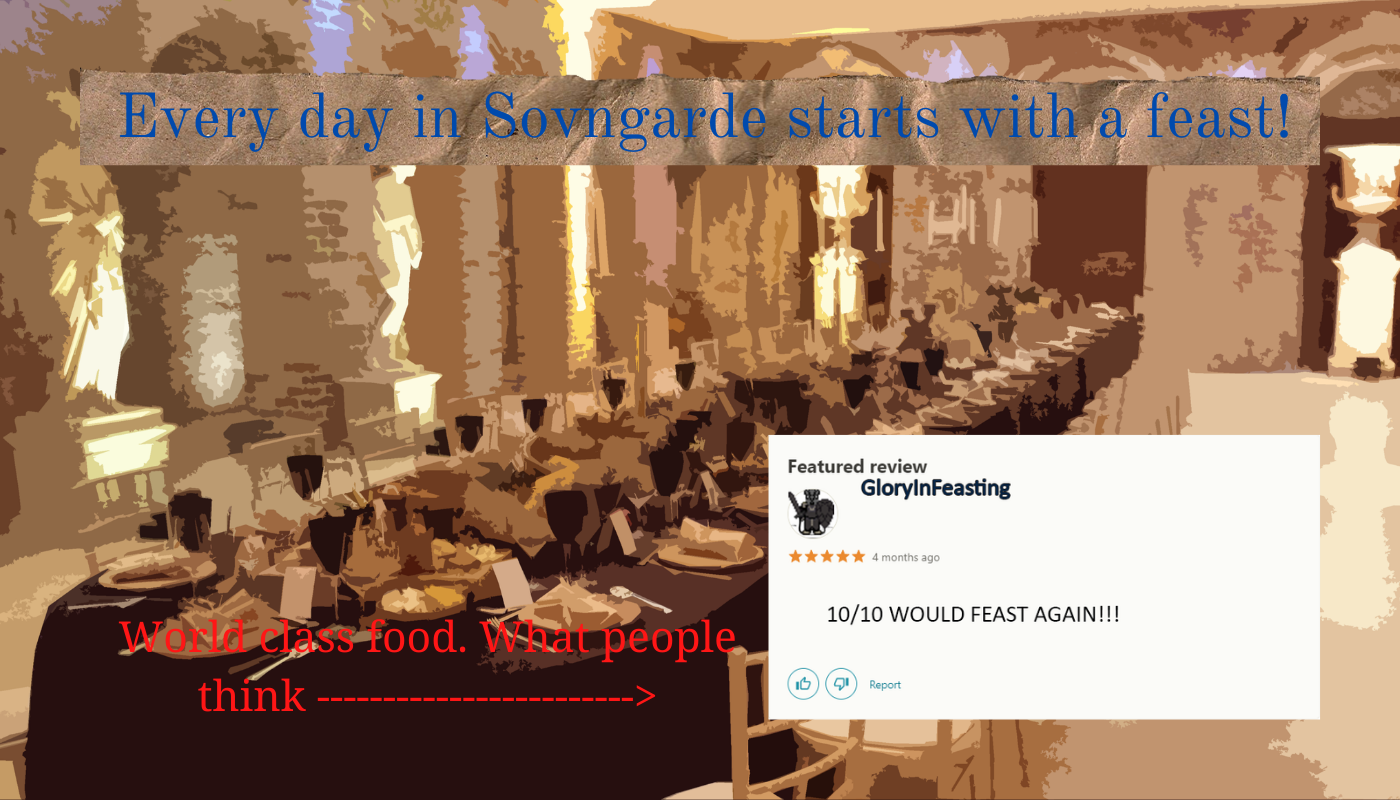 Every day in Sovngarde starts with a feast!
Featured review
GloryInFeasting
4 months ago
10/10 WOULD FEAST AGAIN!!!
Report
World class food. What people
think ------------------------>